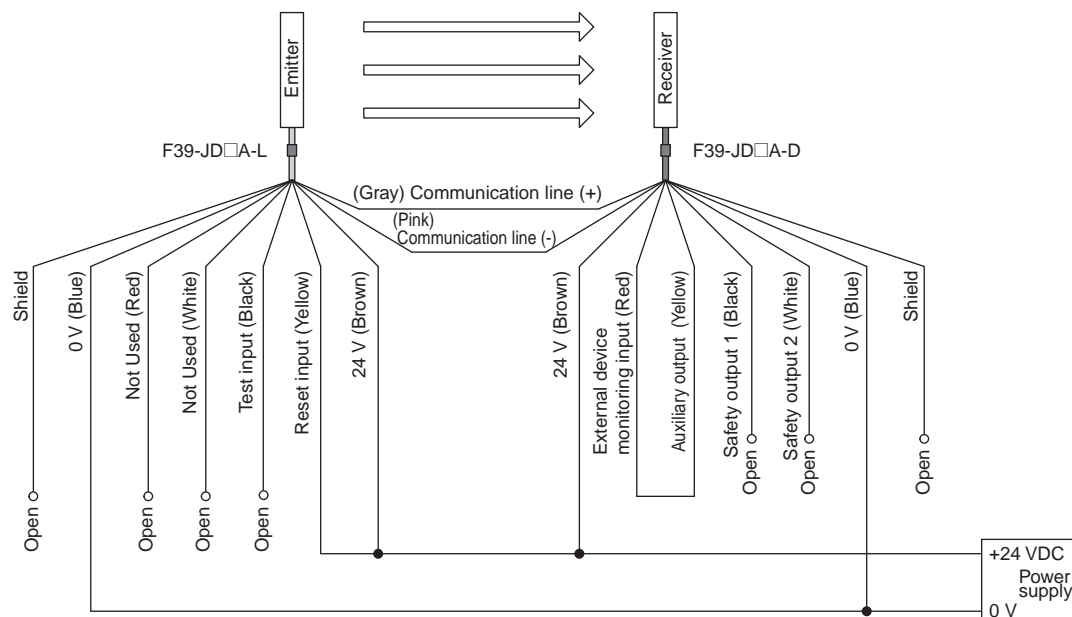 Emitter
Receiver
F39-JD□A-L
F39-JD□A-D
(Gray) Communication line (+)
(Pink)
Communication line (-)
Shield
0 V (Blue)
Not Used (Red)
Not Used (White)
Test input (Black)
Reset input (Yellow)
24 V (Brown)
24 V (Brown)
External device
monitoring input (Red)
Auxiliary output (Yellow)
Safety output 1 (Black)
Safety output 2 (White)
0 V (Blue)
Shield
Open
Open
Open
Open
Open
Open
Open
+24 VDC
Power
supply
0 V